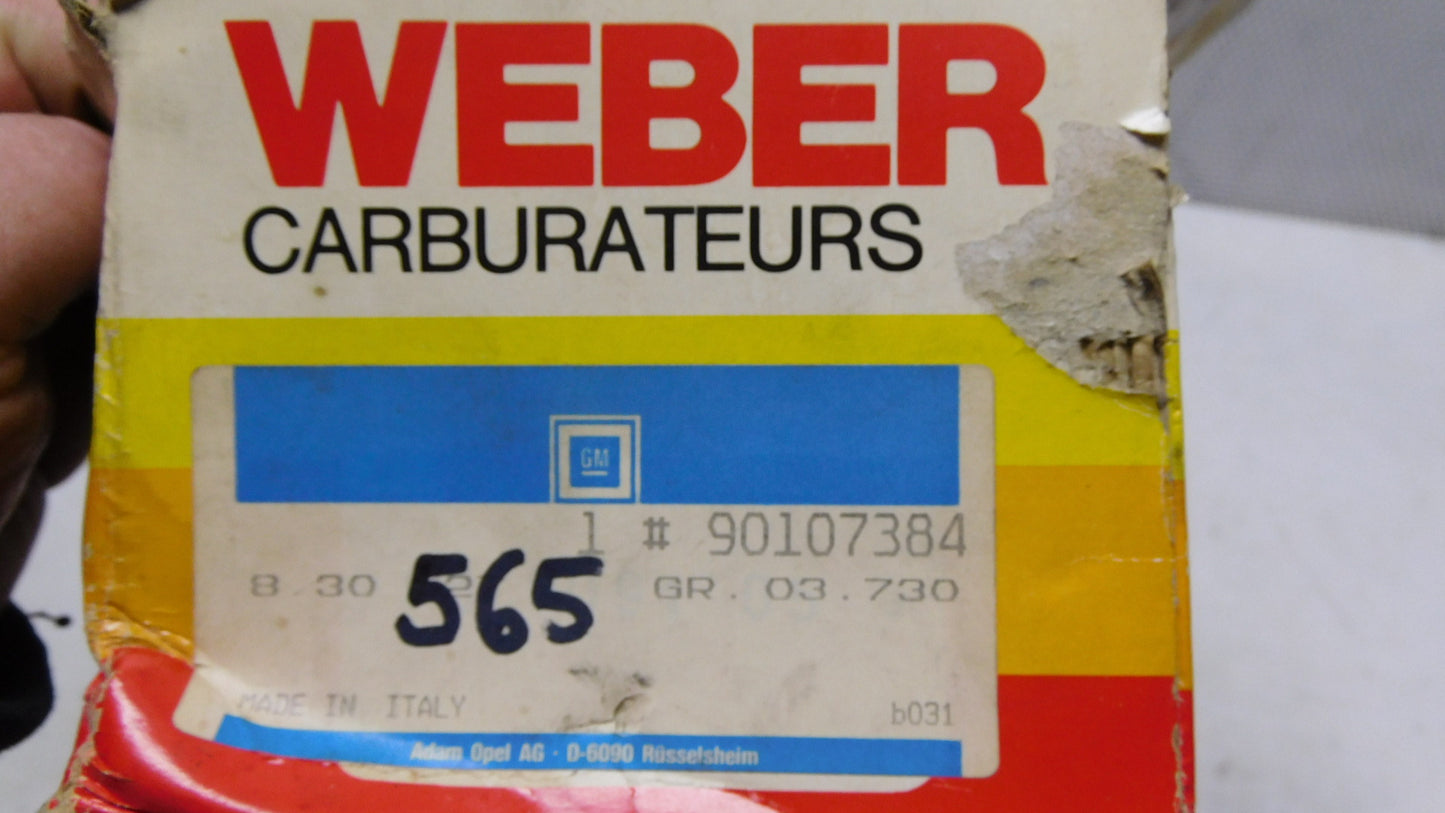 WEBER
CARBURATEURS
GM
1 # 90107384
8.30 565 GR. 03.730
MADE IN ITALY b031
Adam Opel AG · D-6090 Rüsselsheim